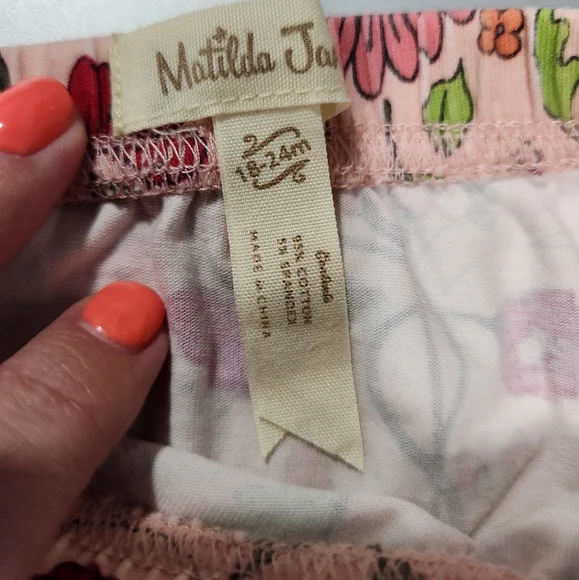 Matilda Ja
18-24m
95% COTTON
5% SPANDEX
MADE IN CHINA